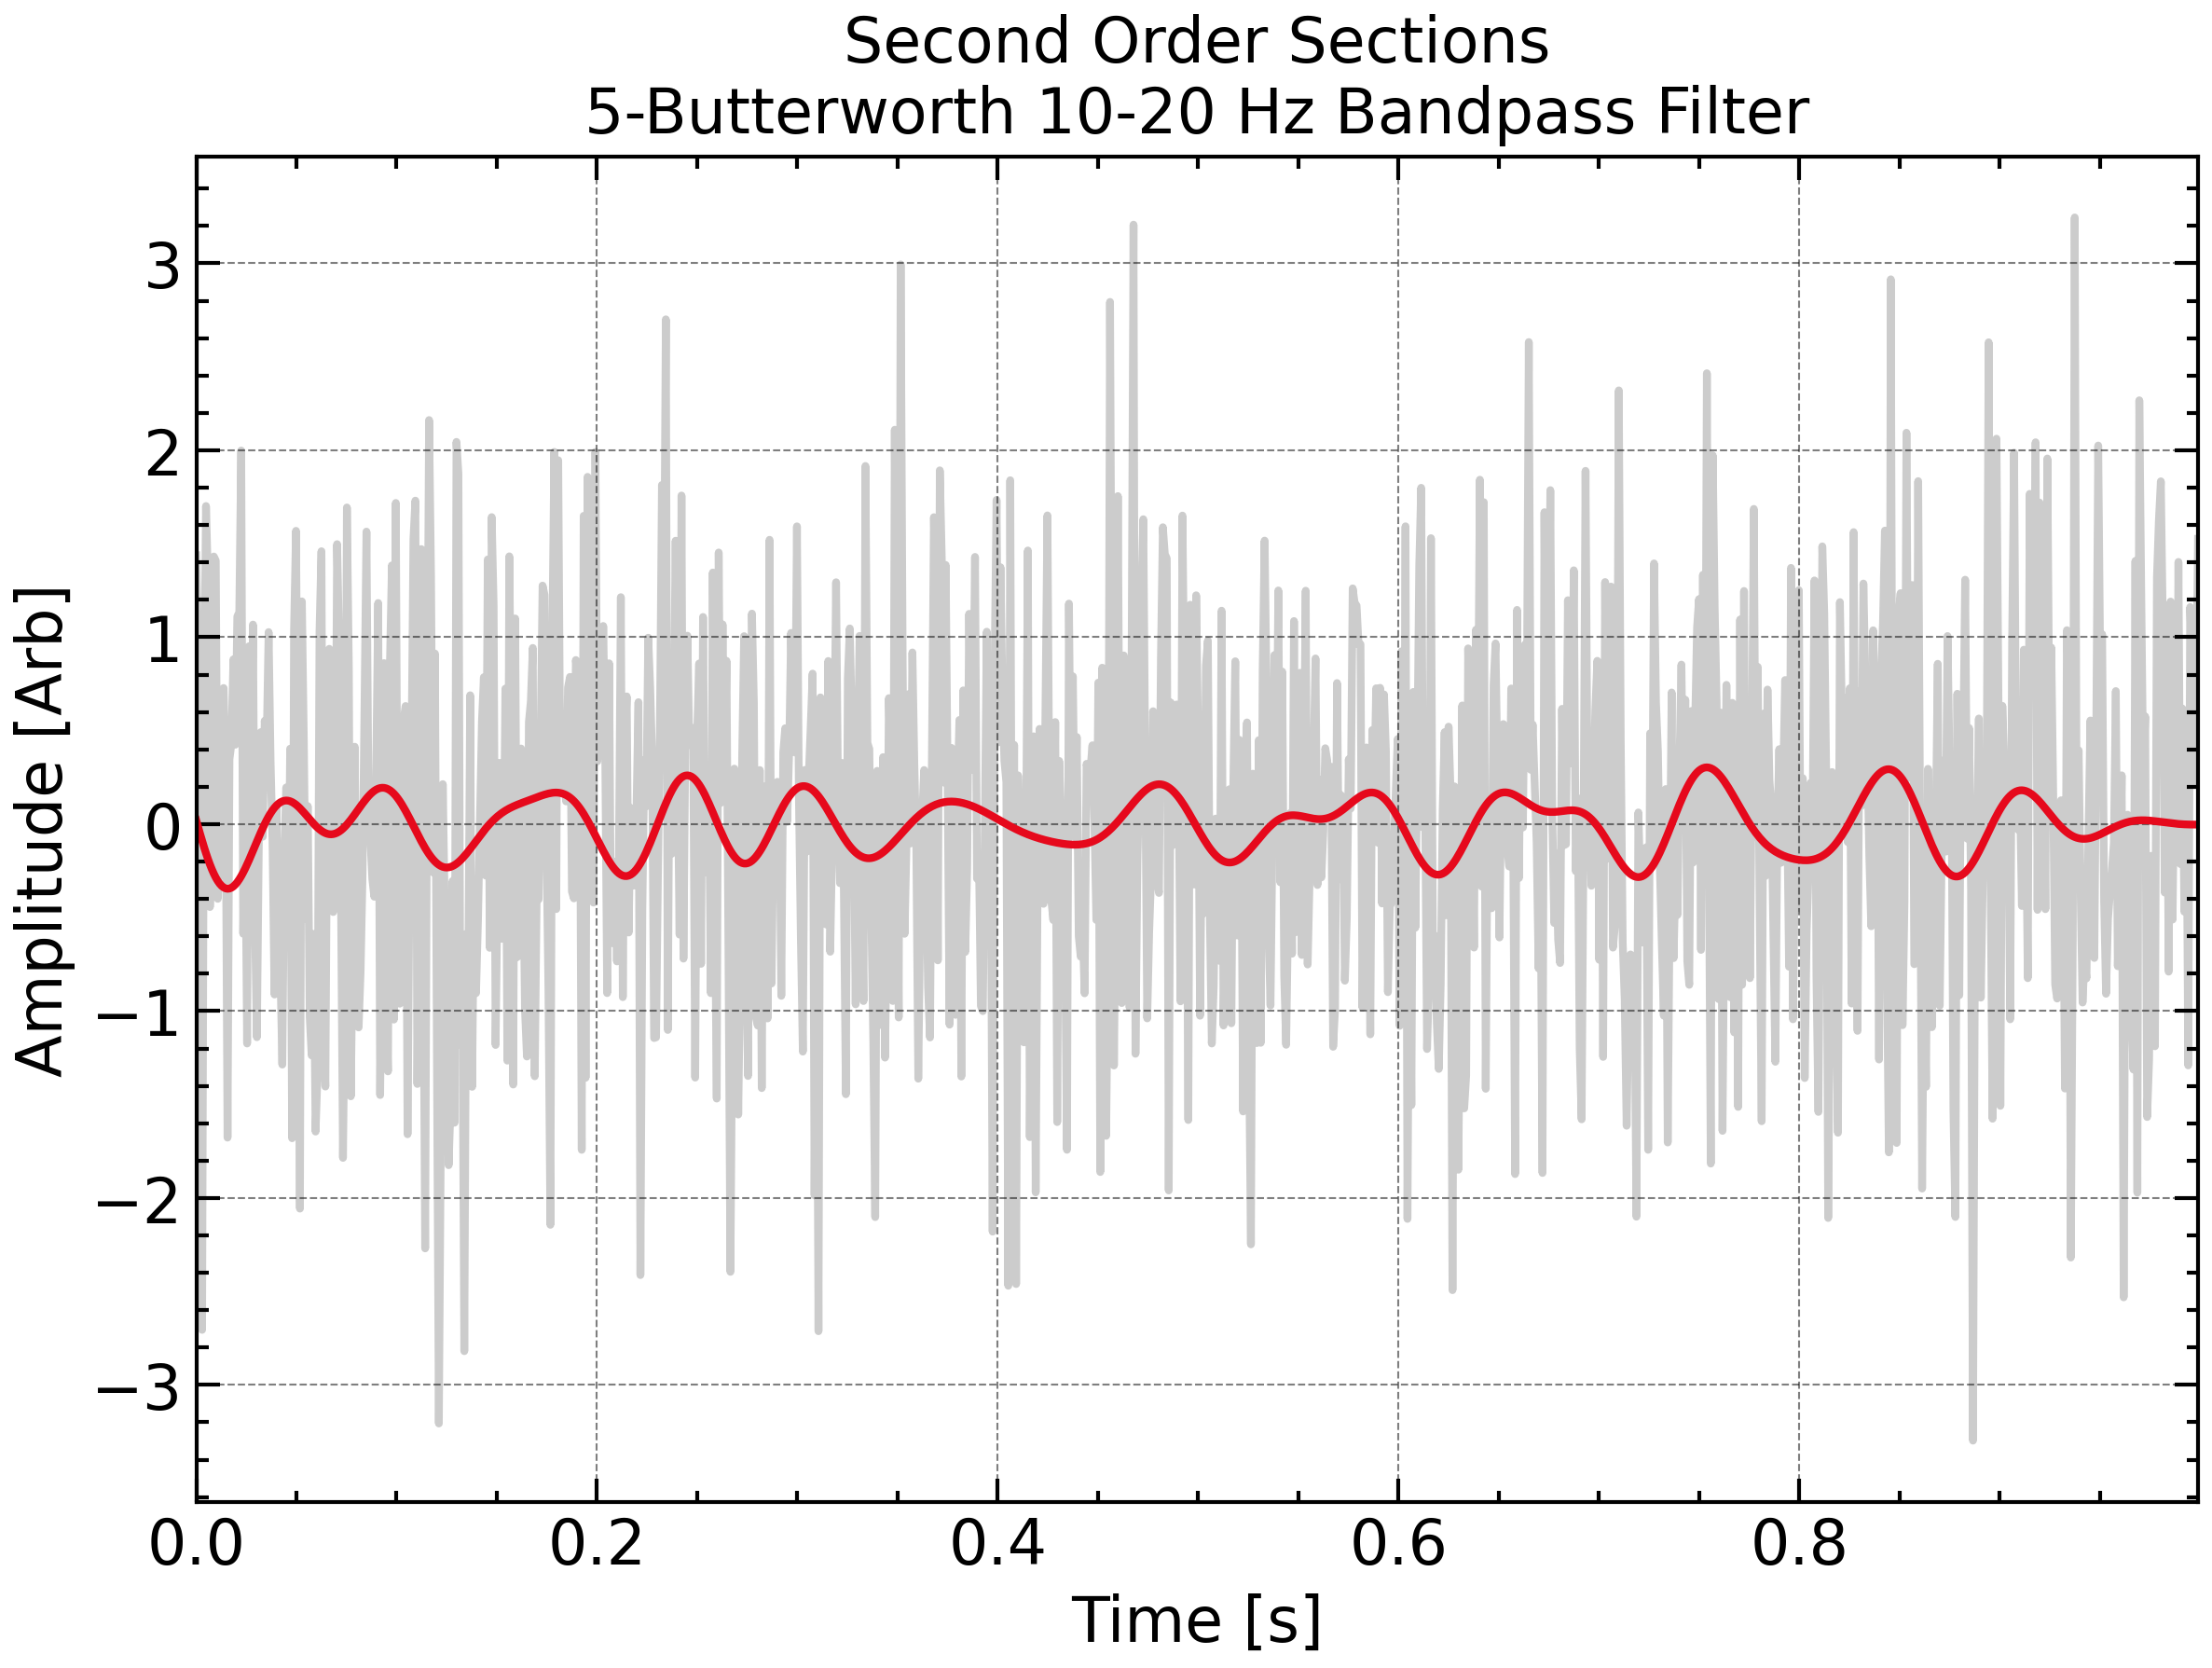 Second Order Sections
5-Butterworth 10-20 Hz Bandpass Filter
3
2
1
0
−1
−2
−3
Amplitude [Arb]
0.0 0.2 0.4 0.6 0.8
Time [s]